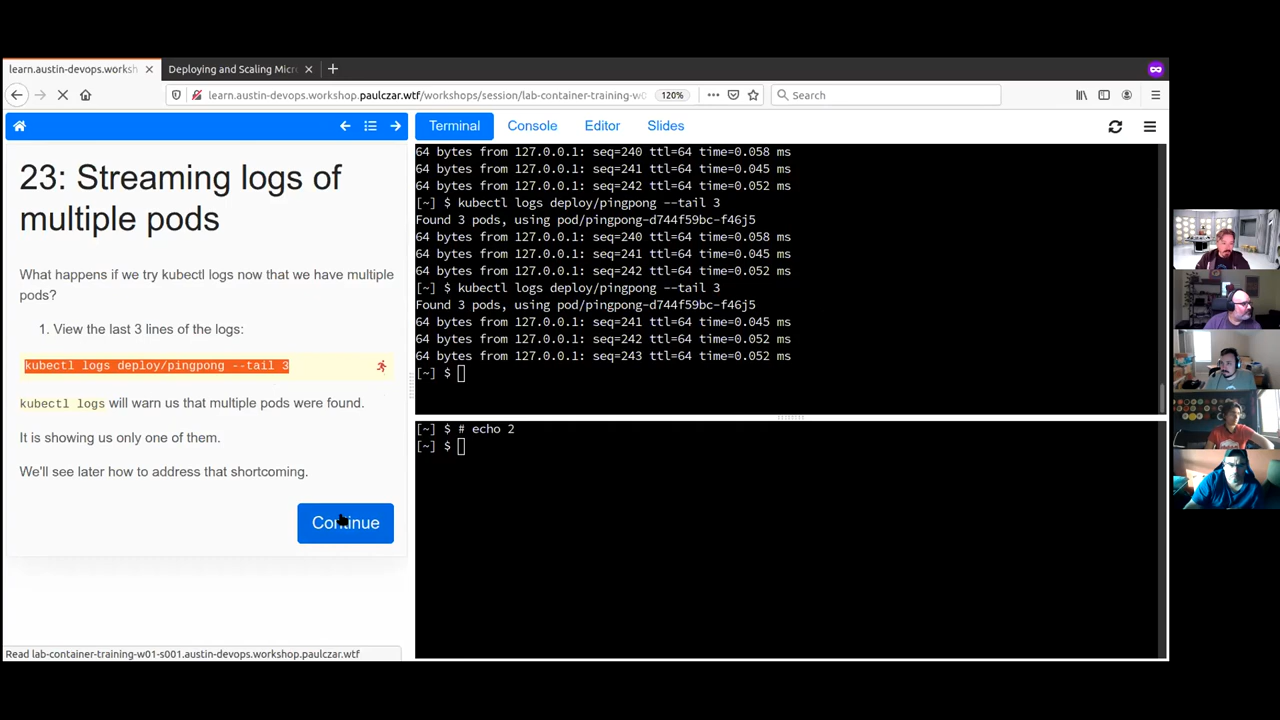 learn.austin-devops.worksh
Deploying and Scaling Micr
learn.austin-devops.workshop.paulczar.wtf/workshops/session/lab-container-training-w0
120%
Search
Terminal
Console
Editor
Slides
23: Streaming logs of
multiple pods
What happens if we try kubectl logs now that we have multiple
pods?
1. View the last 3 lines of the logs:
kubectl logs deploy/pingpong --tail 3
kubectl logs will warn us that multiple pods were found.
It is showing us only one of them.
We'll see later how to address that shortcoming.
Continue
Read lab-container-training-w01-s001.austin-devops.workshop.paulczar.wtf
64 bytes from 127.0.0.1: seq=240 ttl=64 time=0.058 ms
64 bytes from 127.0.0.1: seq=241 ttl=64 time=0.045 ms
64 bytes from 127.0.0.1: seq=242 ttl=64 time=0.052 ms
[~] $ kubectl logs deploy/pingpong --tail 3
Found 3 pods, using pod/pingpong-d744f59bc-f46j5
64 bytes from 127.0.0.1: seq=240 ttl=64 time=0.058 ms
64 bytes from 127.0.0.1: seq=241 ttl=64 time=0.045 ms
64 bytes from 127.0.0.1: seq=242 ttl=64 time=0.052 ms
[~] $ kubectl logs deploy/pingpong --tail 3
Found 3 pods, using pod/pingpong-d744f59bc-f46j5
64 bytes from 127.0.0.1: seq=241 ttl=64 time=0.045 ms
64 bytes from 127.0.0.1: seq=242 ttl=64 time=0.052 ms
64 bytes from 127.0.0.1: seq=243 ttl=64 time=0.052 ms
[~] $
[~] $ # echo 2
[~] $